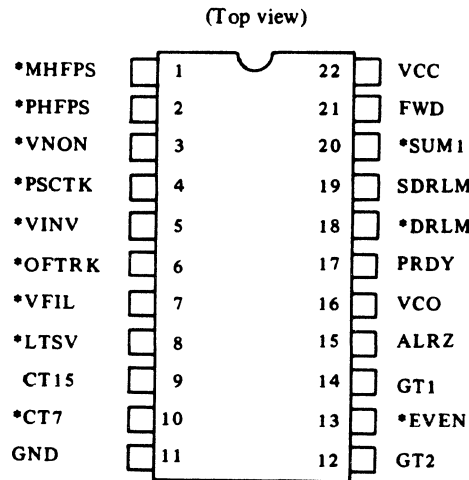 (Top view)
*MHFPS 1 22 VCC
*PHFPS 2 21 FWD
*VNON 3 20 *SUM1
*PSCTK 4 19 SDRLM
*VINV 5 18 *DRLM
*OFTRK 6 17 PRDY
*VFIL 7 16 VCO
*LTSV 8 15 ALRZ
CT15 9 14 GT1
*CT7 10 13 *EVEN
GND 11 12 GT2